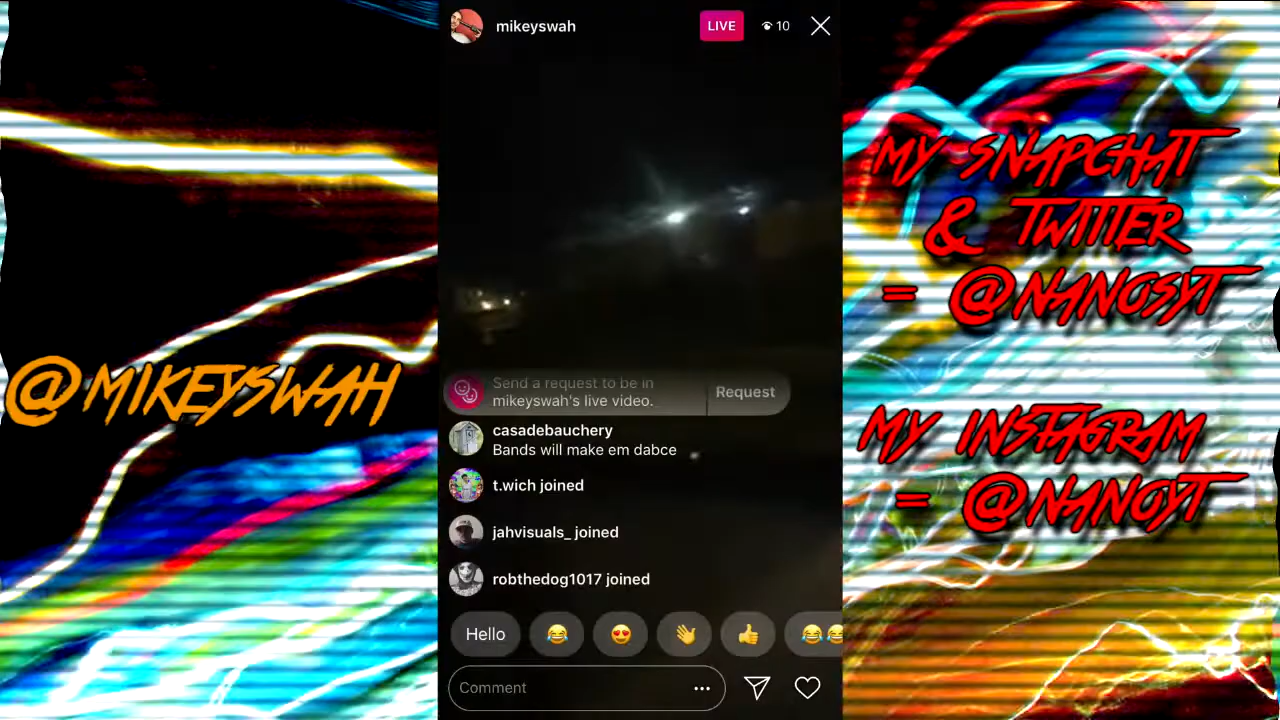 mikeyswah
LIVE
10
@MIKEYSWAH
MY SNAPCHAT
& TWITTER
= @NANOSYT
MY INSTAGRAM
= @NANOYT
Send a request to be in
mikeyswah's live video.
Request
casadebauchery
Bands will make em dabce
t.wich joined
jahvisuals_ joined
robthedog1017 joined
Hello
Comment